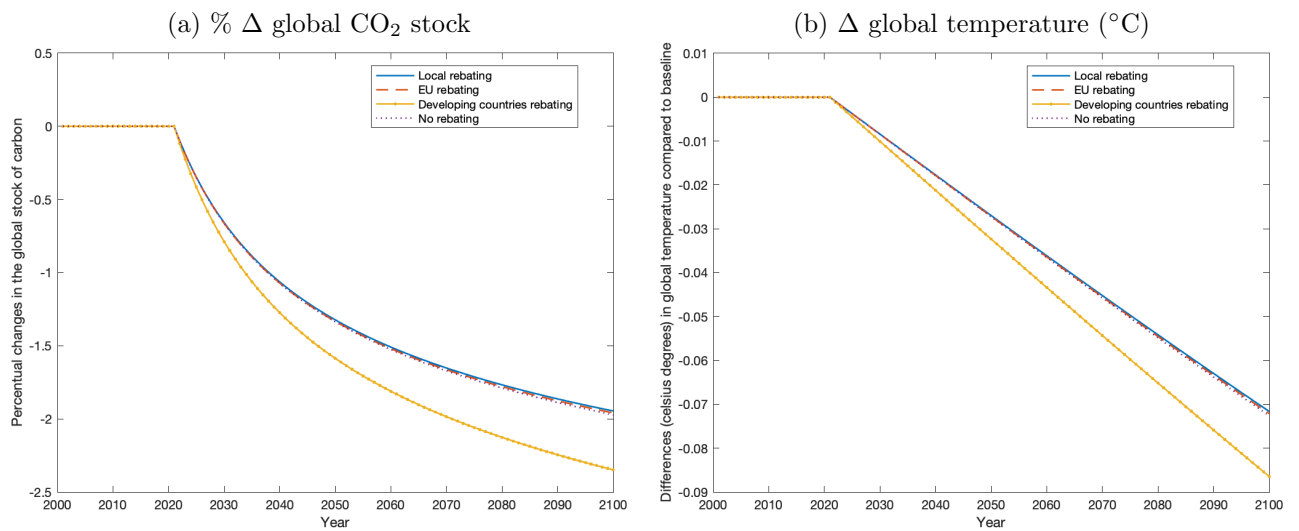 (a) % Δ global CO₂ stock
Percentual changes in the global stock of carbon
0.5
0
-0.5
-1
-1.5
-2
-2.5
Local rebating
EU rebating
Developing countries rebating
No rebating
2000 2010 2020 2030 2040 2050 2060 2070 2080 2090 2100
Year
(b) Δ global temperature (°C)
Differences (celsius degrees) in global temperature compared to baseline
0.01
0
-0.01
-0.02
-0.03
-0.04
-0.05
-0.06
-0.07
-0.08
-0.09
Local rebating
EU rebating
Developing countries rebating
No rebating
2000 2010 2020 2030 2040 2050 2060 2070 2080 2090 2100
Year